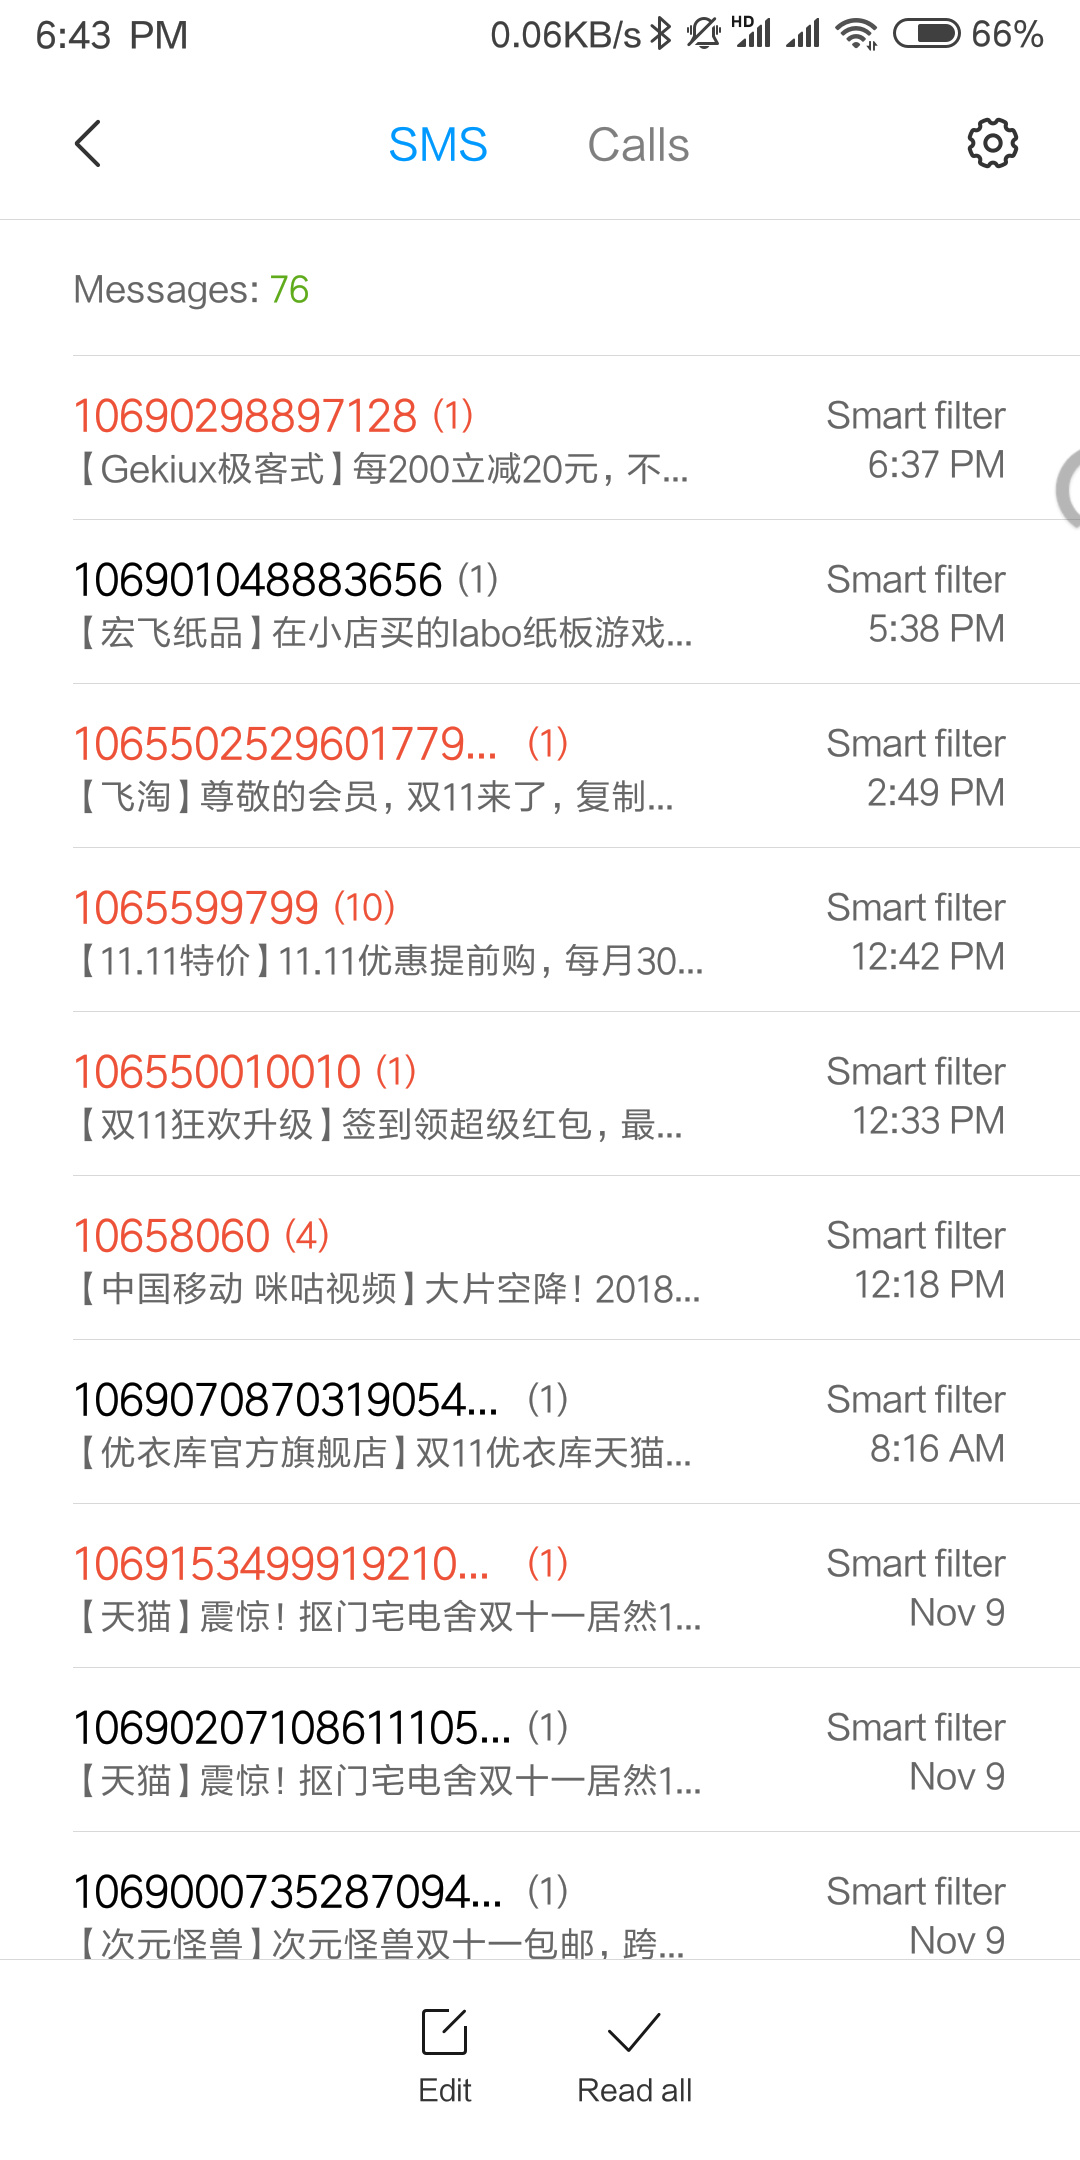 6:43 PM 0.06KB/s HD 66%
SMS Calls
Messages: 76
10690298897128 (1) Smart filter
【Gekiux极客式】每200立减20元，不... 6:37 PM
106901048883656 (1) Smart filter
【宏飞纸品】在小店买的labo纸板游戏... 5:38 PM
1065502529601779... (1) Smart filter
【飞淘】尊敬的会员，双11来了，复制... 2:49 PM
1065599799 (10) Smart filter
【11.11特价】11.11优惠提前购，每月30... 12:42 PM
106550010010 (1) Smart filter
【双11狂欢升级】签到领超级红包，最... 12:33 PM
10658060 (4) Smart filter
【中国移动 咪咕视频】大片空降！2018... 12:18 PM
1069070870319054... (1) Smart filter
【优衣库官方旗舰店】双11优衣库天猫... 8:16 AM
1069153499919210... (1) Smart filter
【天猫】震惊！抠门宅电舍双十一居然1... Nov 9
10690207108611105... (1) Smart filter
【天猫】震惊！抠门宅电舍双十一居然1... Nov 9
1069000735287094... (1) Smart filter
【次元怪兽】次元怪兽双十一包邮，跨... Nov 9
Edit Read all